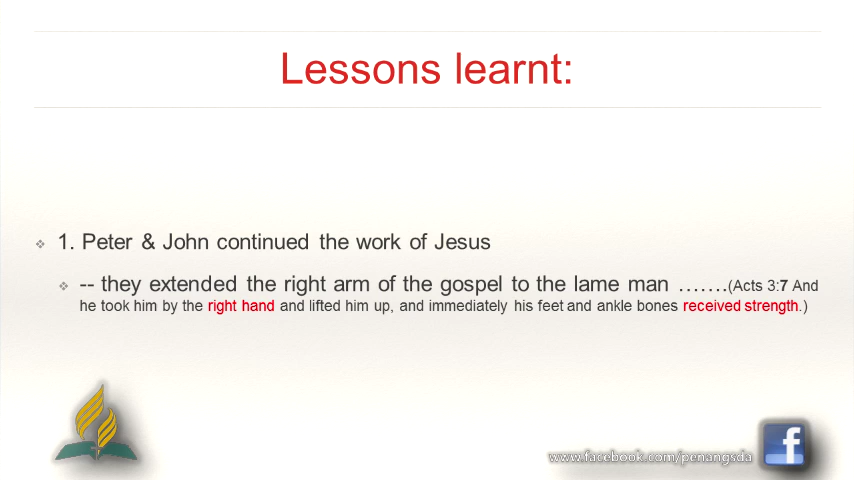 Lessons learnt:
1. Peter & John continued the work of Jesus
-- they extended the right arm of the gospel to the lame man …….(Acts 3:7 And
he took him by the right hand and lifted him up, and immediately his feet and ankle bones received strength.)
www.facebook.com/penangsda
f